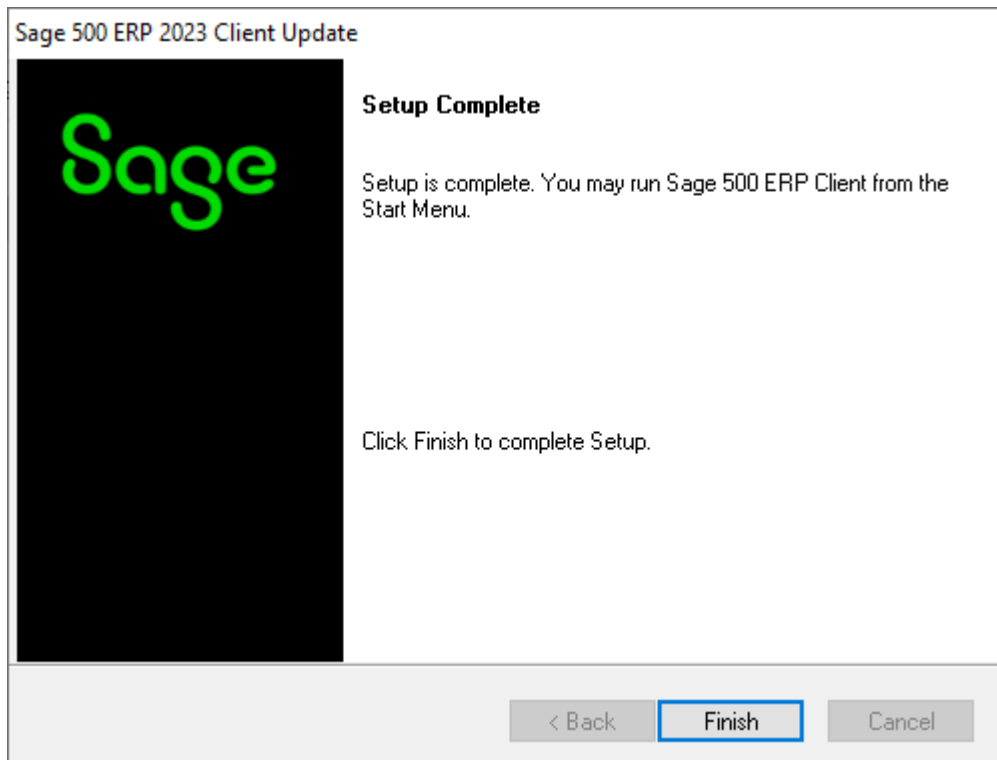 Sage 500 ERP 2023 Client Update
Sage
Setup Complete
Setup is complete. You may run Sage 500 ERP Client from the
Start Menu.
Click Finish to complete Setup.
< Back
Finish
Cancel